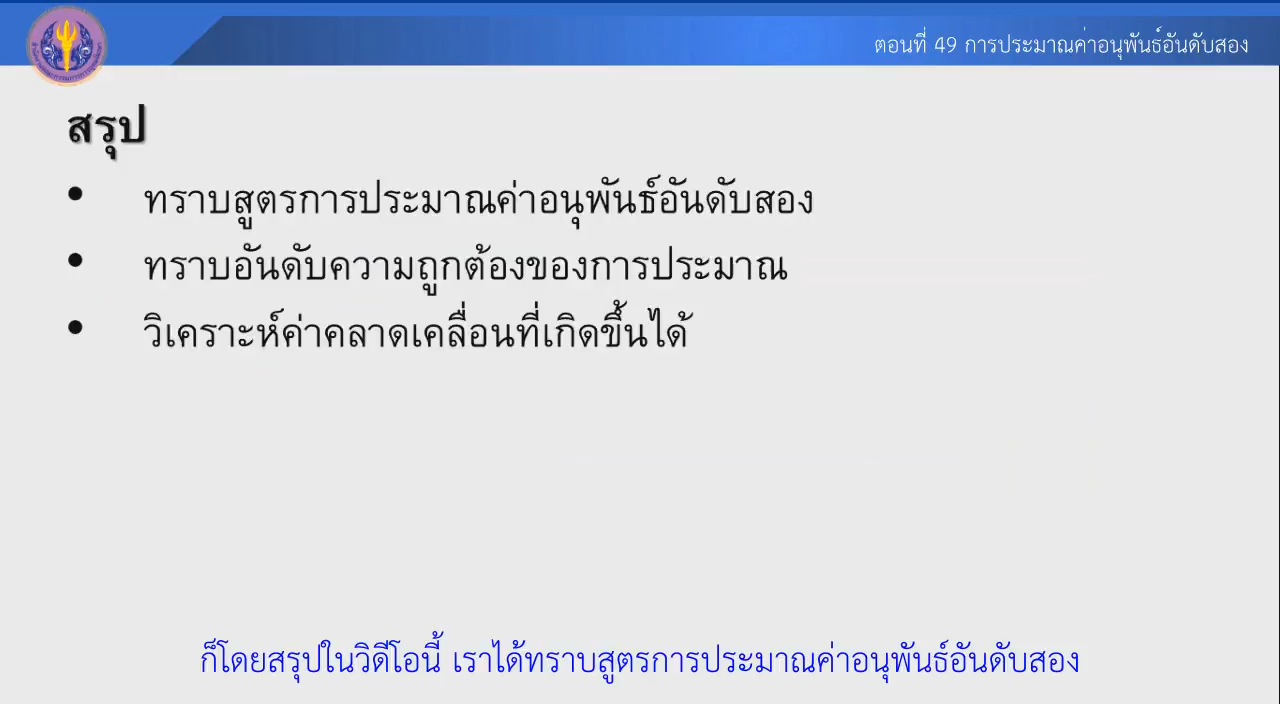 ตอนที่ 49 การประมาณค่าอนุพันธ์อันดับสอง
สรุป
• ทราบสูตรการประมาณค่าอนุพันธ์อันดับสอง
• ทราบอันดับความถูกต้องของการประมาณ
• วิเคราะห์ค่าคลาดเคลื่อนที่เกิดขึ้นได้
ก็โดยสรุปในวิดีโอนี้ เราได้ทราบสูตรการประมาณค่าอนุพันธ์อันดับสอง